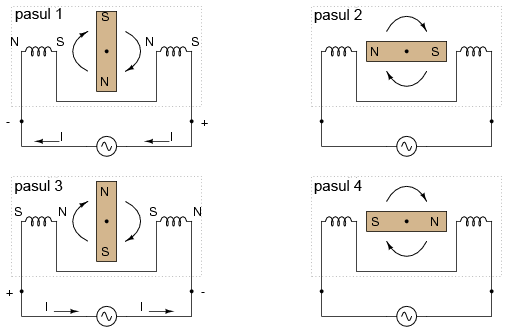 pasul 1
S
N S N S
N
- +
I I
pasul 2
N S
pasul 3
N
S N S N
S
+ -
I I
pasul 4
S N